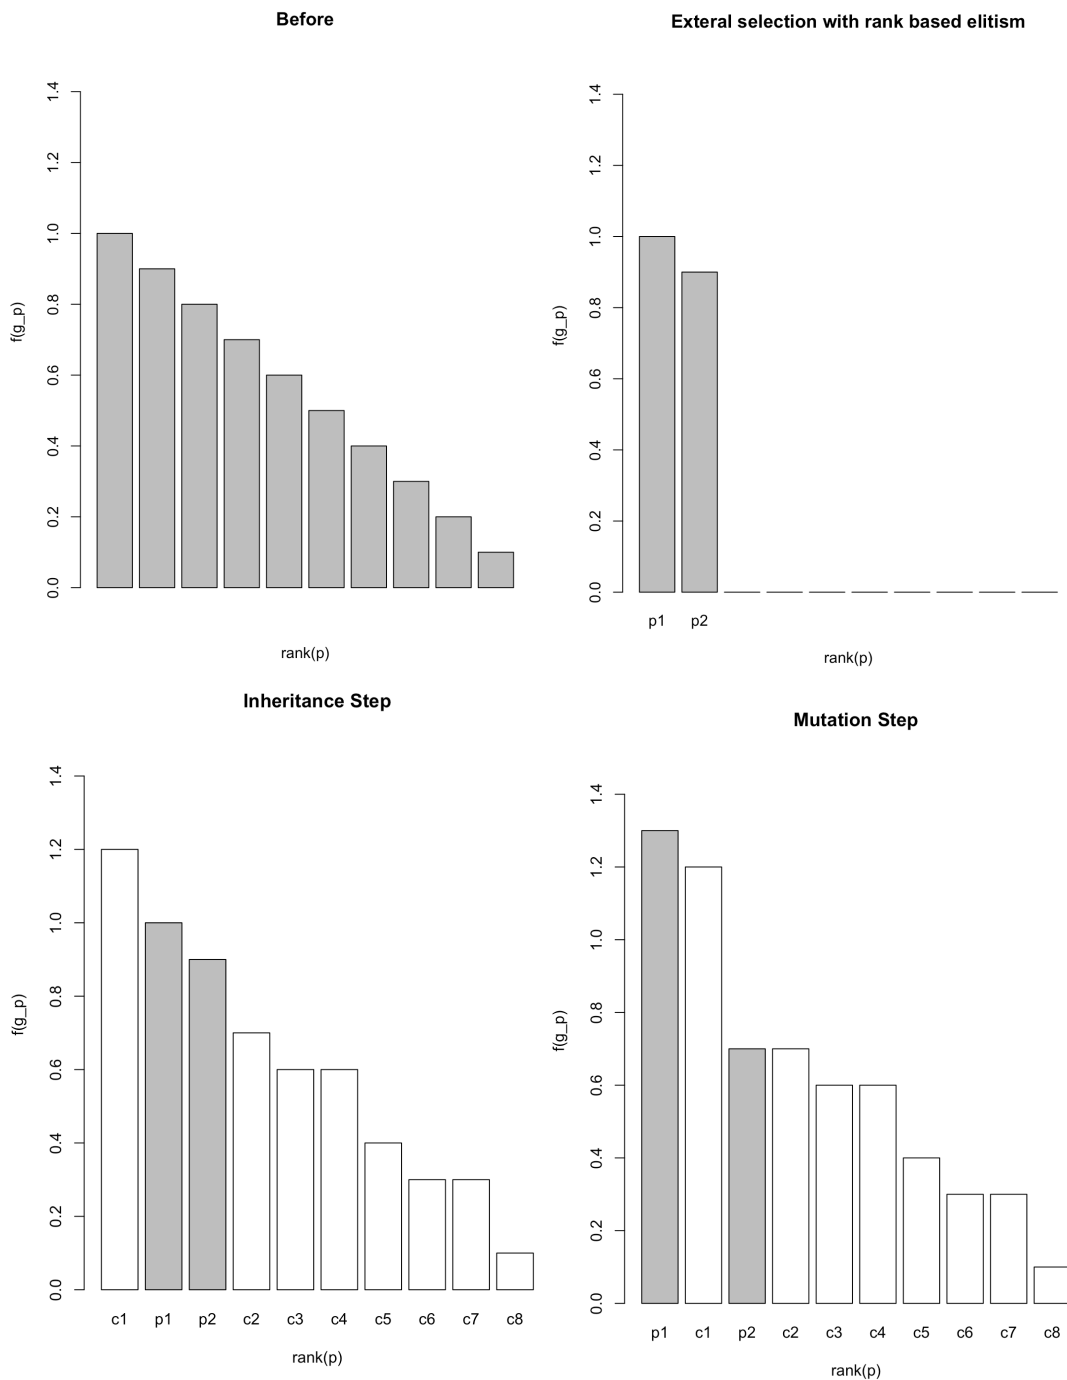 Before
f(g_p)
1.4
1.2
1.0
0.8
0.6
0.4
0.2
0.0
rank(p)
Exteral selection with rank based elitism
f(g_p)
1.4
1.2
1.0
0.8
0.6
0.4
0.2
0.0
p1 p2
rank(p)
Inheritance Step
f(g_p)
1.4
1.2
1.0
0.8
0.6
0.4
0.2
0.0
c1 p1 p2 c2 c3 c4 c5 c6 c7 c8
rank(p)
Mutation Step
f(g_p)
1.4
1.2
1.0
0.8
0.6
0.4
0.2
0.0
p1 c1 p2 c2 c3 c4 c5 c6 c7 c8
rank(p)